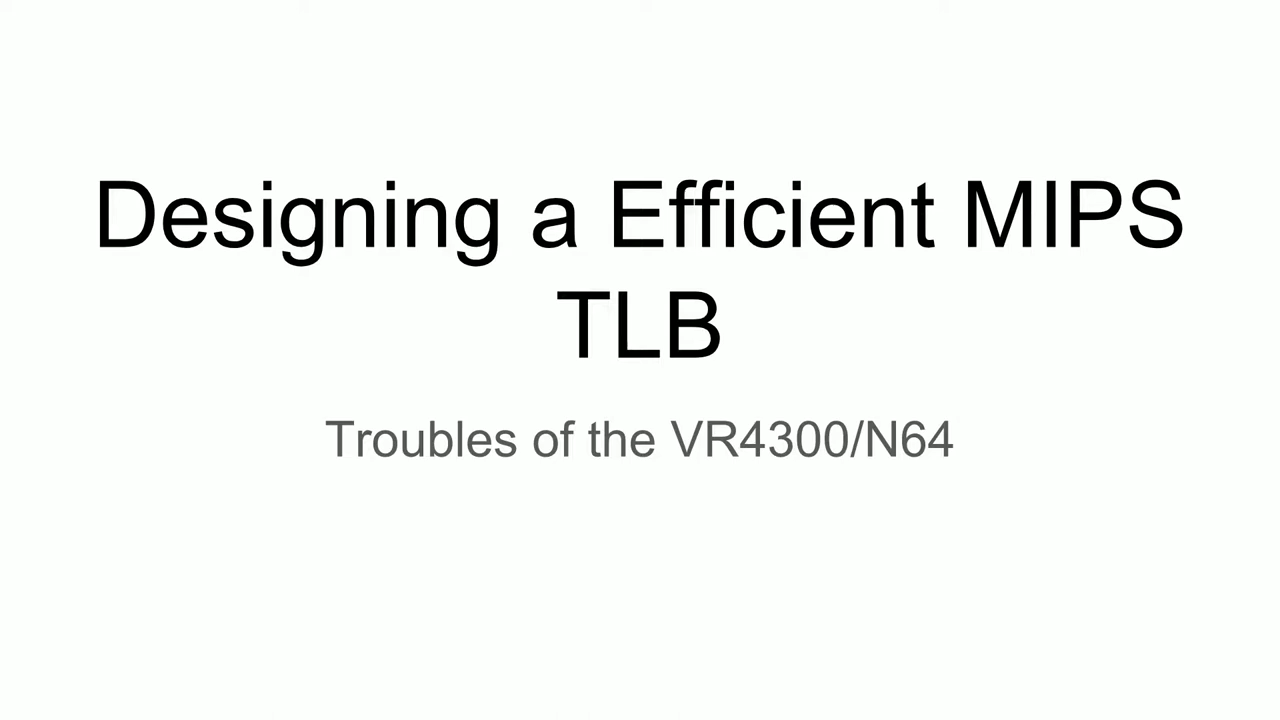 Designing a Efficient MIPS
TLB
Troubles of the VR4300/N64